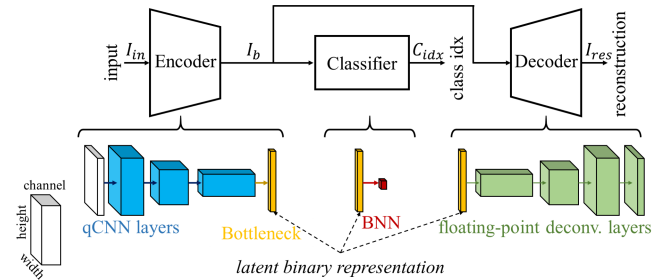 input
I_in
Encoder
I_b
Classifier
C_idx
class idx
Decoder
I_res
reconstruction
channel
height
width
qCNN layers
Bottleneck
BNN
floating-point deconv. layers
latent binary representation